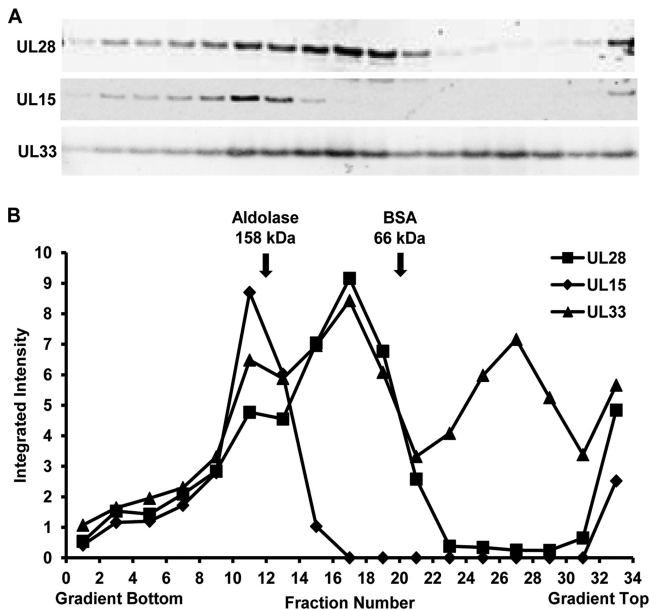 A
UL28
UL15
UL33
B
Aldolase
158 kDa
BSA
66 kDa
UL28
UL15
UL33
Integrated Intensity
10
9
8
7
6
5
4
3
2
1
0
0 2 4 6 8 10 12 14 16 18 20 22 24 26 28 30 32 34
Gradient Bottom Fraction Number Gradient Top